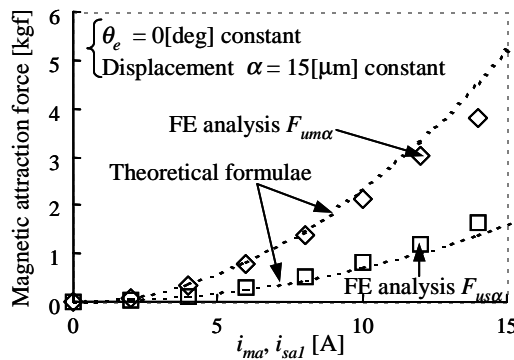 Magnetic attraction force [kgf]
6
5
4
3
2
1
0
θe = 0[deg] constant
Displacement α = 15[μm] constant
FE analysis Fumα
Theoretical formulae
FE analysis Fusα
0 5 10 15
ima, isa1 [A]